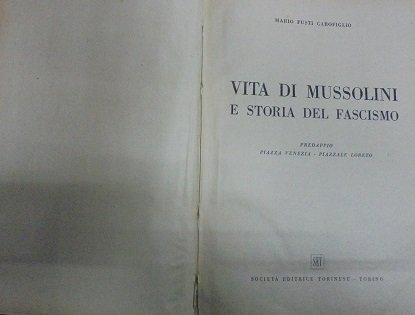 MARIO FUSTI CAROFIGLIO
VITA DI MUSSOLINI
E STORIA DEL FASCISMO
PREDAPPIO
PIAZZA VENEZIA - PIAZZALE LORETO
SET
SOCIETÀ EDITRICE TORINESE - TORINO